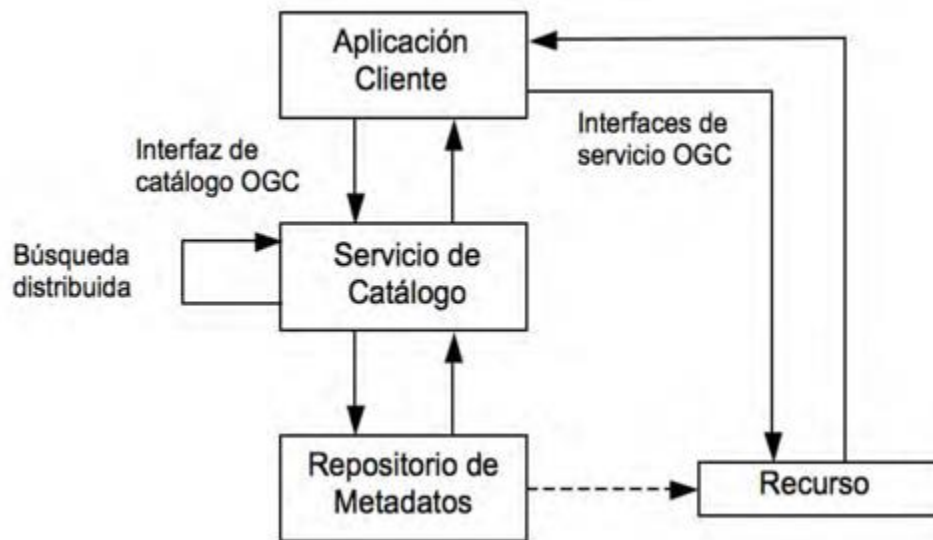 Aplicación
Cliente
Interfaz de
catálogo OGC
Interfaces de
servicio OGC
Búsqueda
distribuida
Servicio de
Catálogo
Repositorio de
Metadatos
Recurso